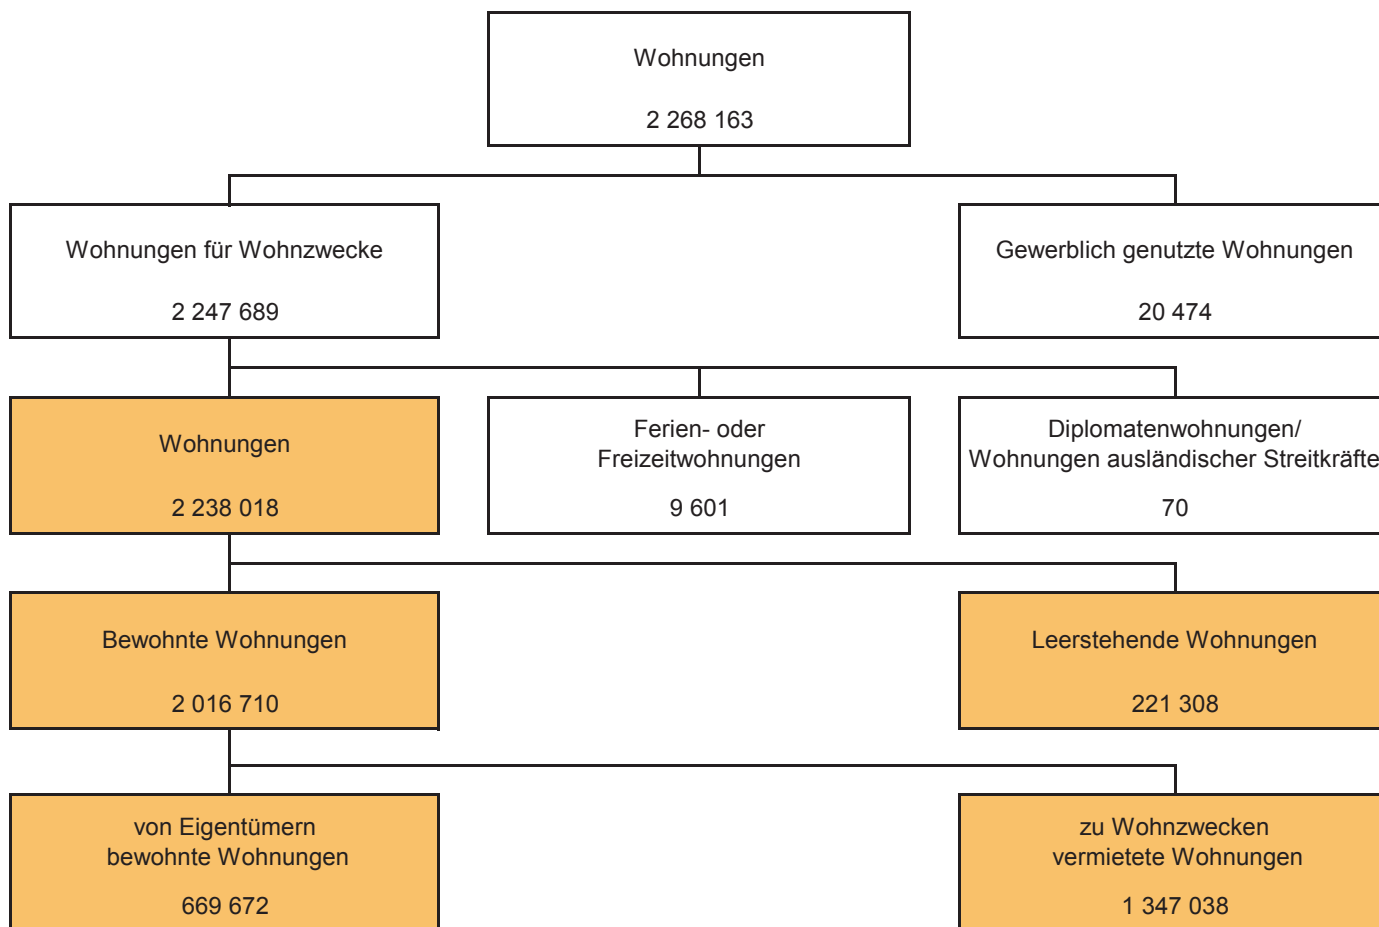 Wohnungen
2 268 163
Wohnungen für Wohnzwecke
2 247 689
Gewerblich genutzte Wohnungen
20 474
Wohnungen
2 238 018
Ferien- oder
Freizeitwohnungen
9 601
Diplomatenwohnungen/
Wohnungen ausländischer Streitkräfte
70
Bewohnte Wohnungen
2 016 710
Leerstehende Wohnungen
221 308
von Eigentümern
bewohnte Wohnungen
669 672
zu Wohnzwecken
vermietete Wohnungen
1 347 038